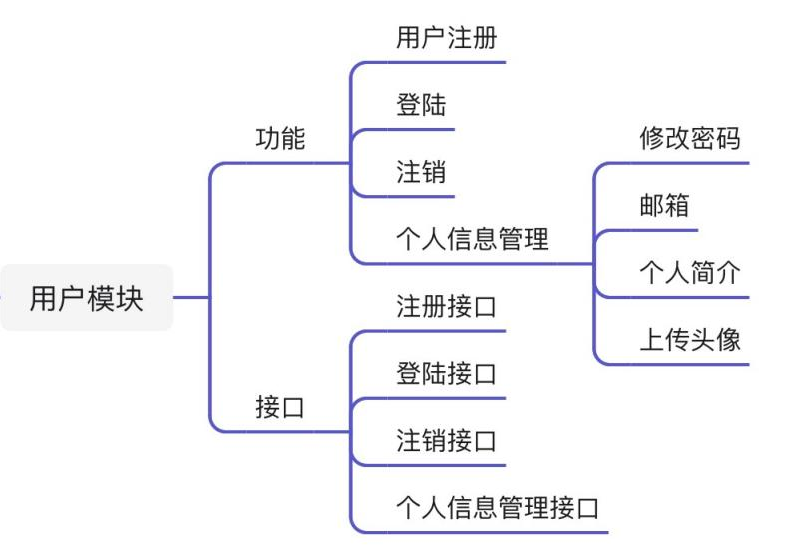 用户模块
功能
用户注册
登陆
注销
个人信息管理
修改密码
邮箱
个人简介
上传头像
接口
注册接口
登陆接口
注销接口
个人信息管理接口